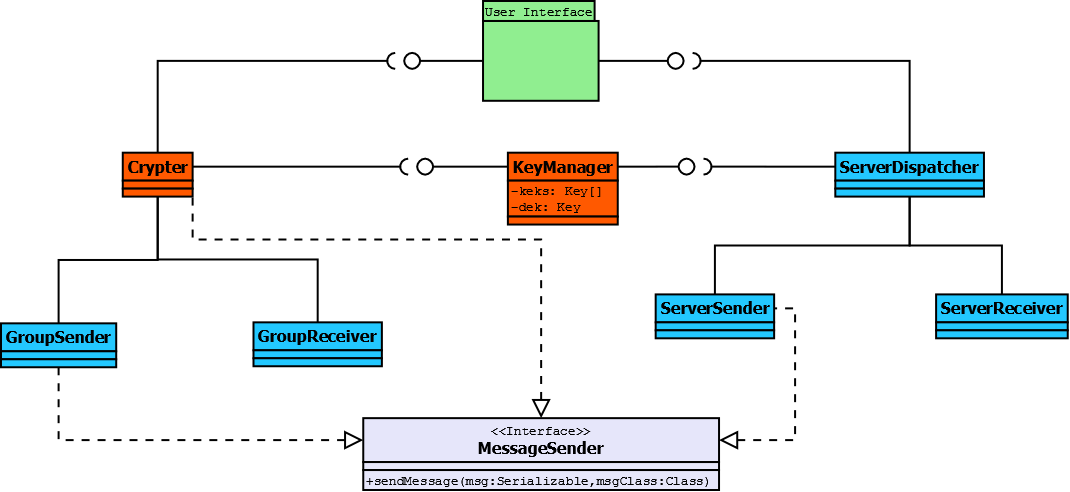 User Interface
Crypter
KeyManager
-keks: Key[]
-dek: Key
ServerDispatcher
ServerSender
ServerReceiver
GroupSender
GroupReceiver
<<Interface>>
MessageSender
+sendMessage(msg:Serializable,msgClass:Class)